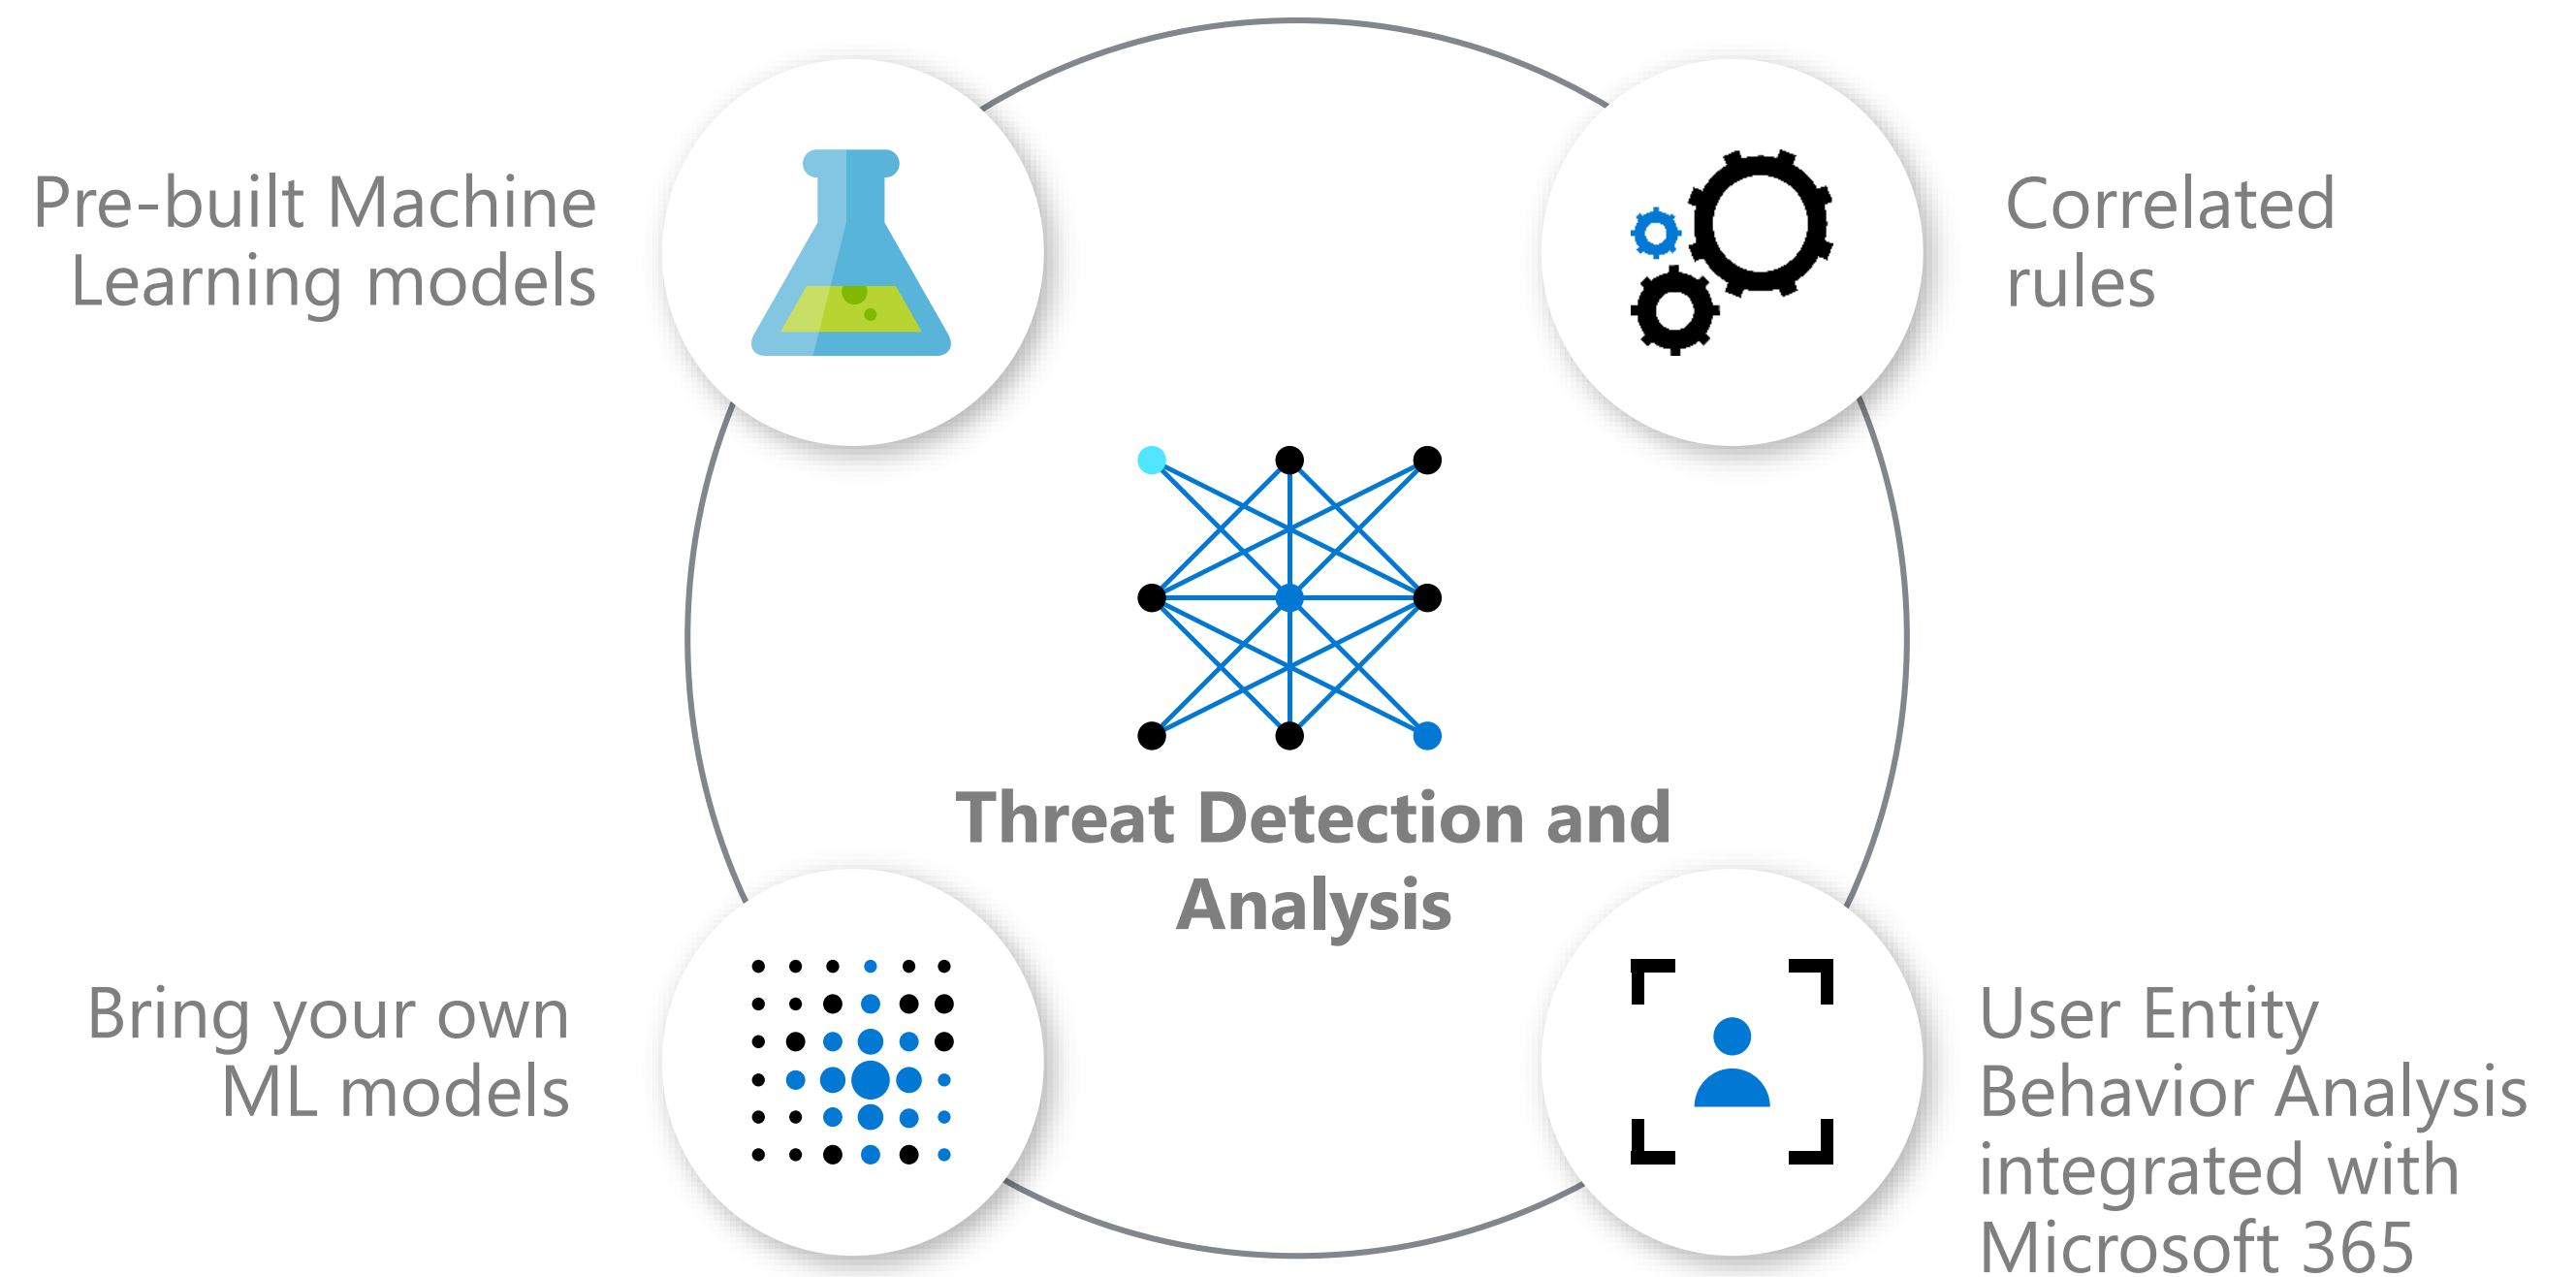 Pre-built Machine
Learning models
Correlated
rules
Threat Detection and
Analysis
Bring your own
ML models
User Entity
Behavior Analysis
integrated with
Microsoft 365